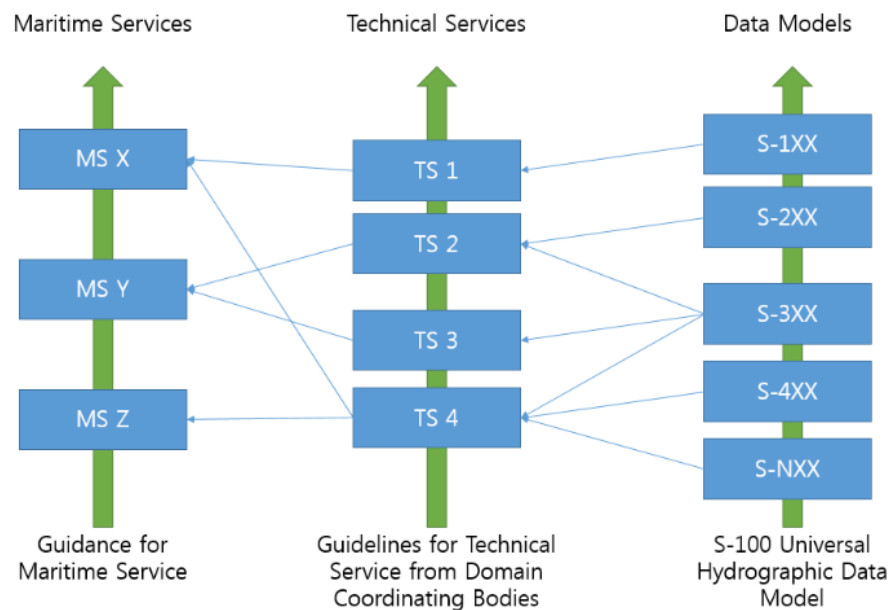 Maritime Services
Technical Services
Data Models
MS X
MS Y
MS Z
TS 1
TS 2
TS 3
TS 4
S-1XX
S-2XX
S-3XX
S-4XX
S-NXX
Guidance for
Maritime Service
Guidelines for Technical
Service from Domain
Coordinating Bodies
S-100 Universal
Hydrographic Data
Model